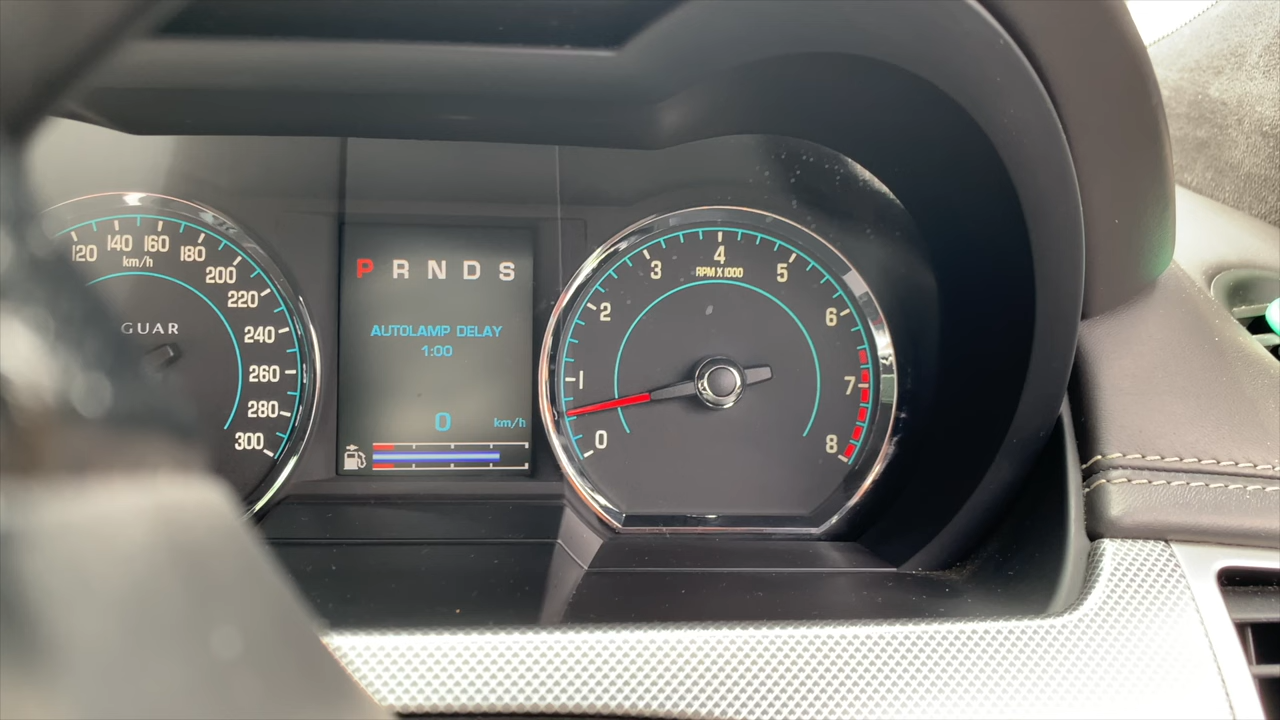 120 140 160 180 200 220 240 260 280 300
km/h
GUAR
P R N D S
AUTOLAMP DELAY
1:00
0 km/h
0 1 2 3 4 5 6 7 8
RPM X 1000